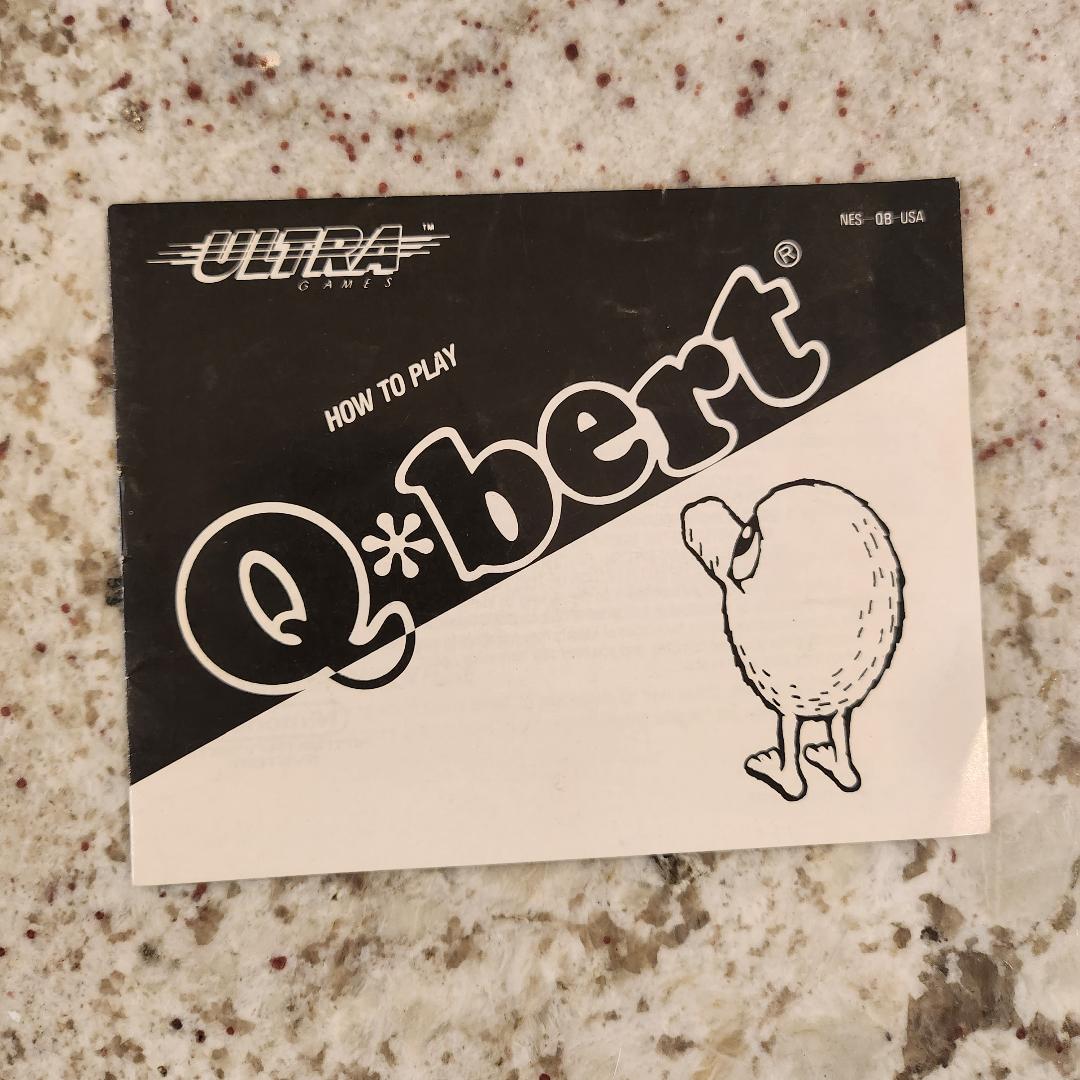 ULTRA™
GAMES
NES-QB-USA
HOW TO PLAY
Q*bert®